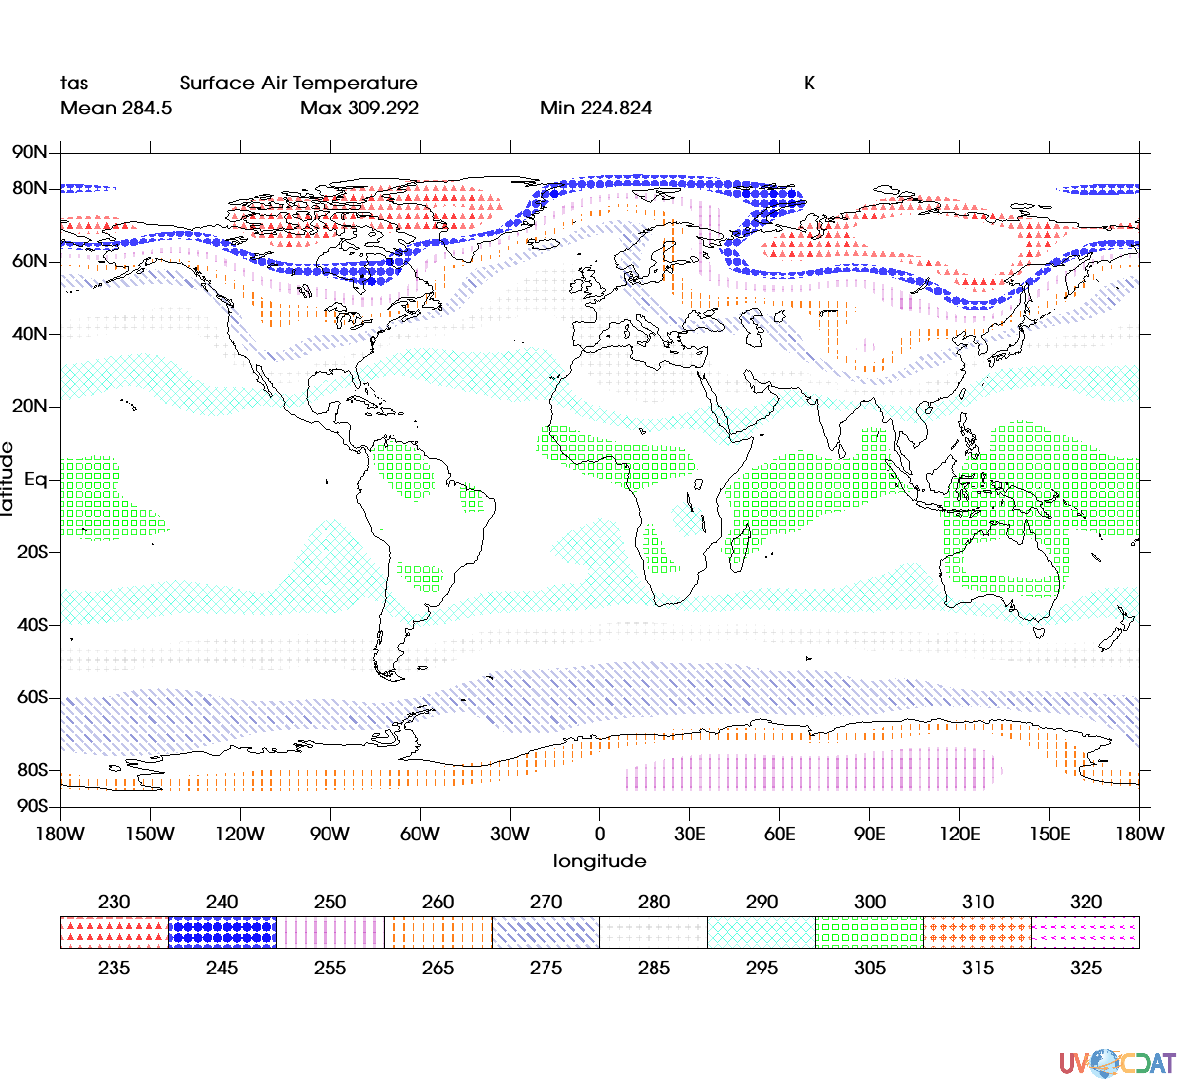 tas Surface Air Temperature K
Mean 284.5 Max 309.292 Min 224.824
90N
80N
60N
40N
20N
Eq
20S
40S
60S
80S
90S
latitude
180W 150W 120W 90W 60W 30W 0 30E 60E 90E 120E 150E 180W
longitude
230 240 250 260 270 280 290 300 310 320
235 245 255 265 275 285 295 305 315 325
UV CDAT